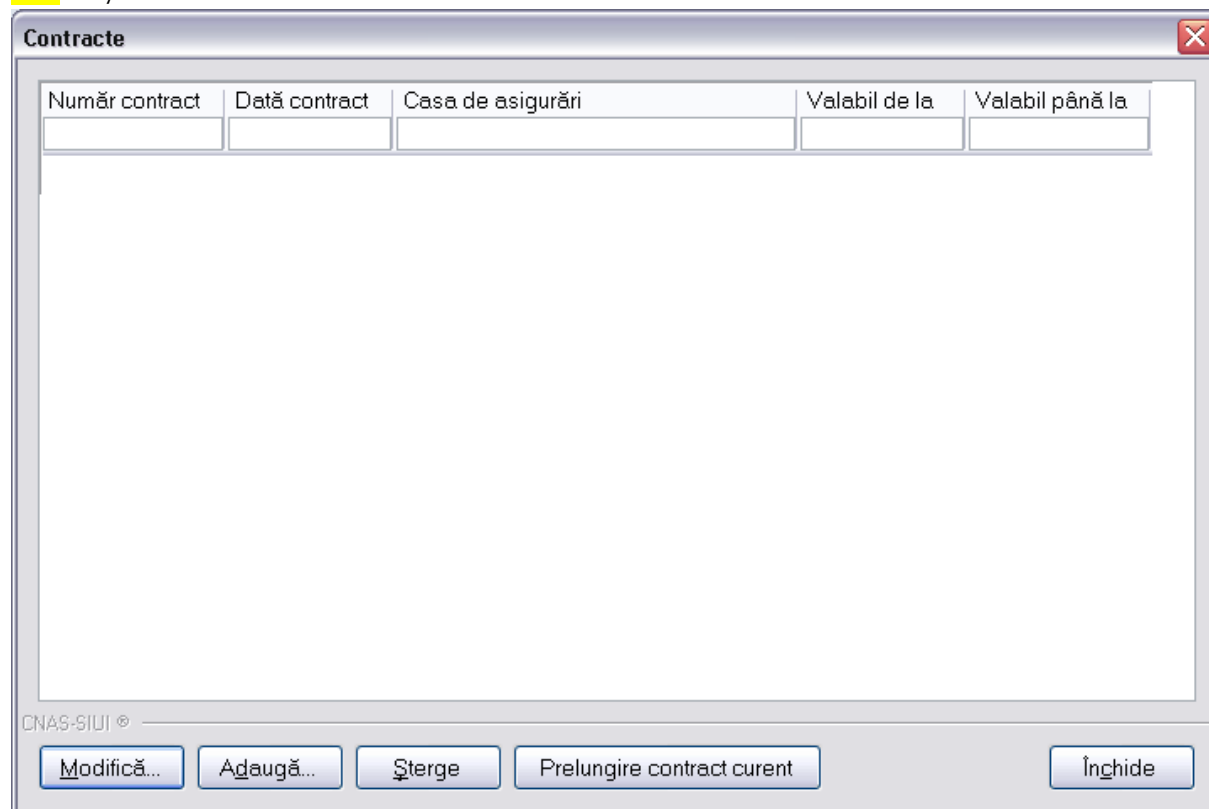 Contracte
Număr contract Dată contract Casa de asigurări Valabil de la Valabil până la
CNAS-SIUI ®
Modifică... Adaugă... Șterge Prelungire contract curent Închide